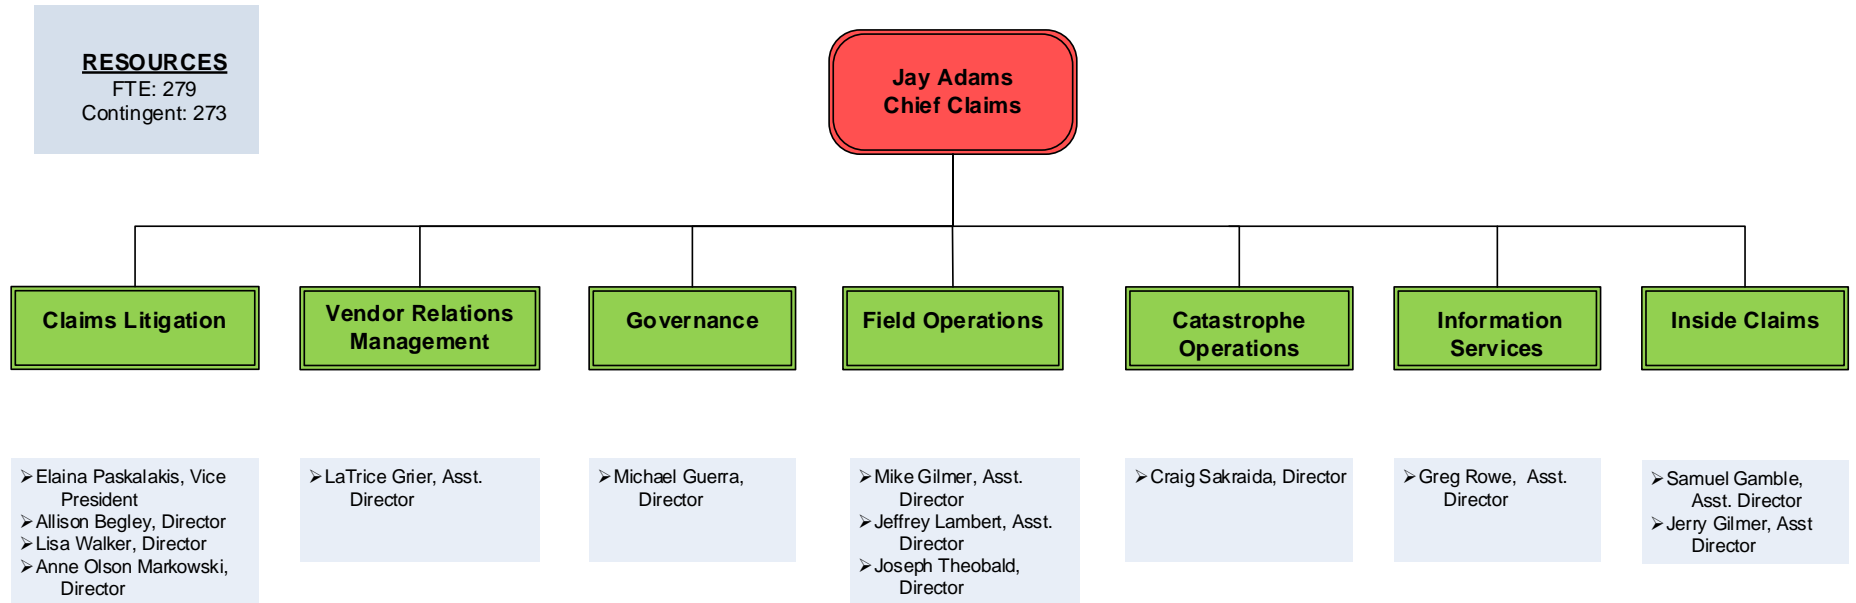 RESOURCES
FTE: 279
Contingent: 273
Jay Adams
Chief Claims
Claims Litigation
Vendor Relations
Management
Governance
Field Operations
Catastrophe
Operations
Information
Services
Inside Claims
➢Elaina Paskalakis, Vice
President
➢Allison Begley, Director
➢Lisa Walker, Director
➢Anne Olson Markowski,
Director
➢LaTrice Grier, Asst.
Director
➢Michael Guerra,
Director
➢Mike Gilmer, Asst.
Director
➢Jeffrey Lambert, Asst.
Director
➢Joseph Theobald,
Director
➢Craig Sakraida, Director
➢Greg Rowe, Asst.
Director
➢Samuel Gamble,
Asst. Director
➢Jerry Gilmer, Asst
Director